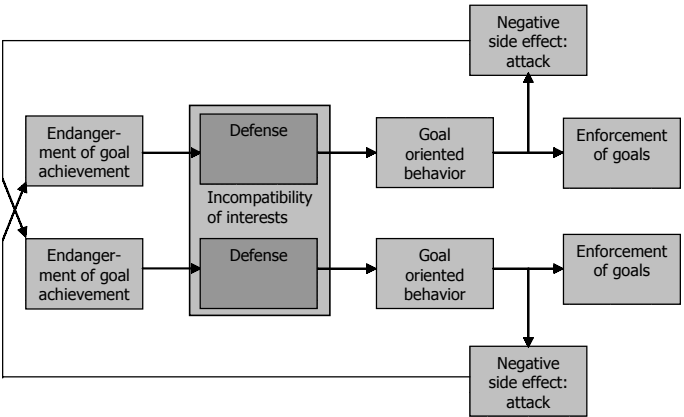 Negative
side effect:
attack
Endanger-
ment of goal
achievement
Defense
Goal
oriented
behavior
Enforcement
of goals
Incompatibility
of interests
Endanger-
ment of goal
achievement
Defense
Goal
oriented
behavior
Enforcement
of goals
Negative
side effect:
attack